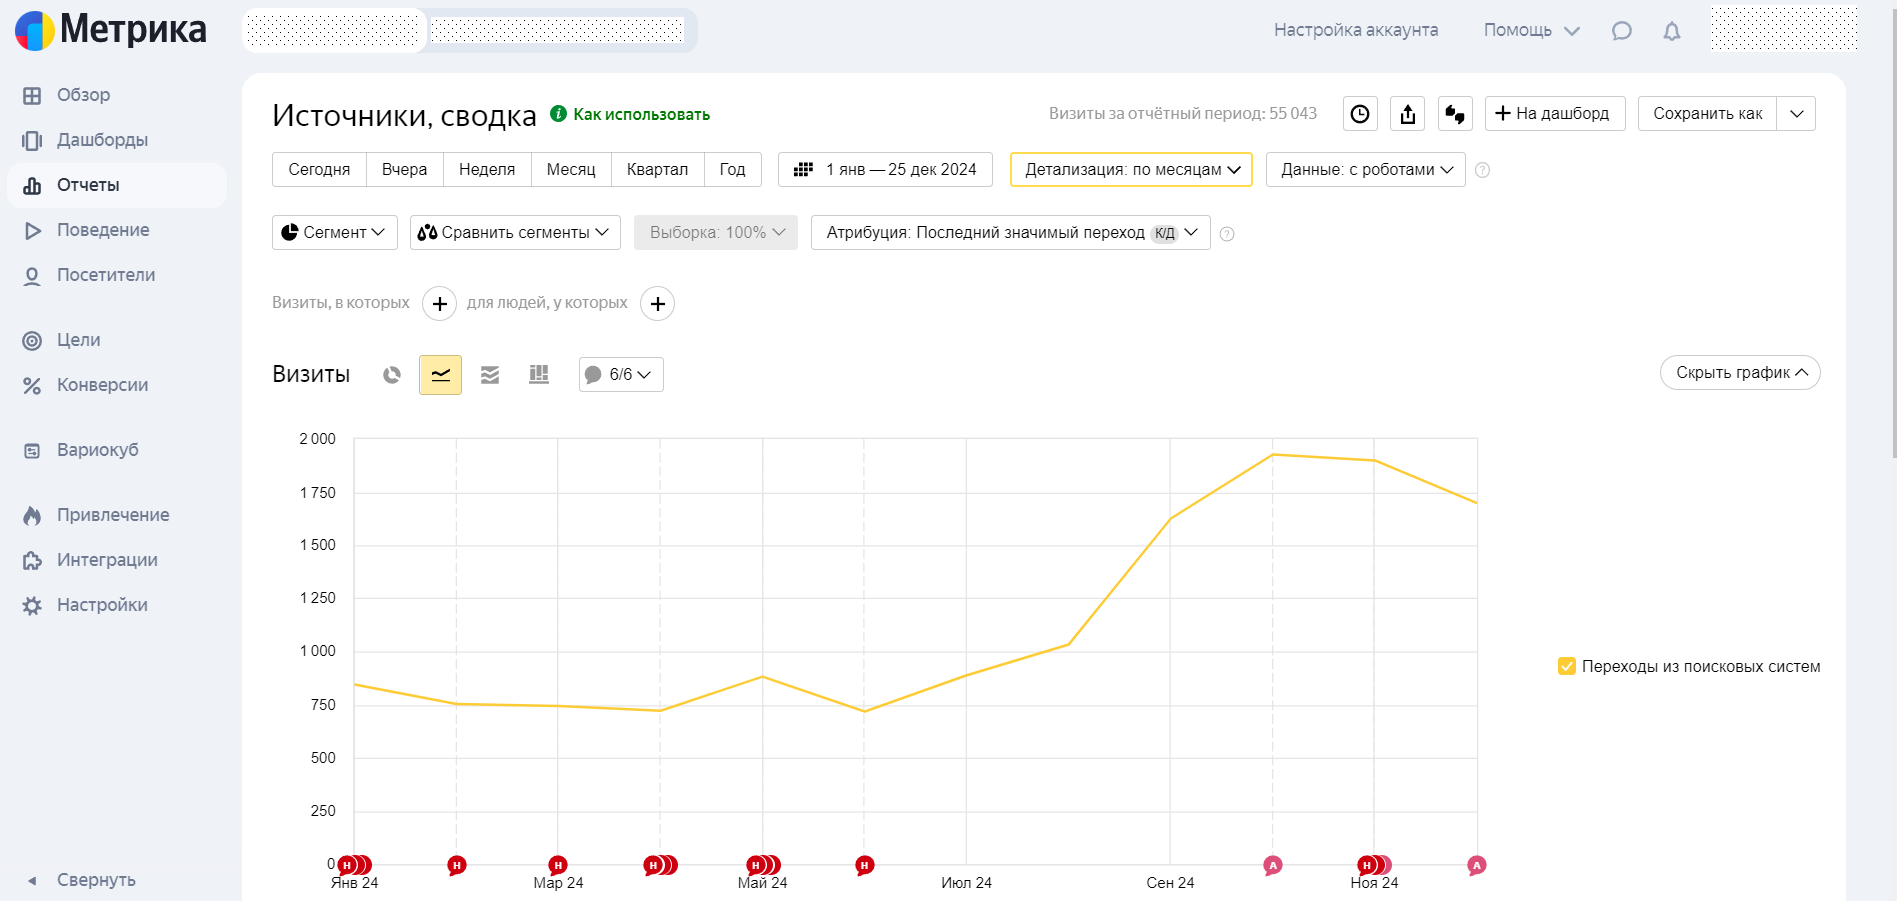 Метрика
Настройка аккаунта
Помощь
Обзор
Дашборды
Отчеты
Поведение
Посетители
Цели
Конверсии
Вариокуб
Привлечение
Интеграции
Настройки
Свернуть
Источники, сводка
i Как использовать
Визиты за отчётный период: 55 043
+ На дашборд
Сохранить как
Сегодня Вчера Неделя Месяц Квартал Год
1 янв — 25 дек 2024
Детализация: по месяцам
Данные: с роботами ?
Сегмент
Сравнить сегменты
Выборка: 100%
Атрибуция: Последний значимый переход К/Д ?
Визиты, в которых + для людей, у которых +
Визиты
6/6
Скрыть график
2 000
1 750
1 500
1 250
1 000
750
500
250
0
Н Н Н Н Н Н А Н А
Янв 24 Мар 24 Май 24 Июл 24 Сен 24 Ноя 24
Переходы из поисковых систем